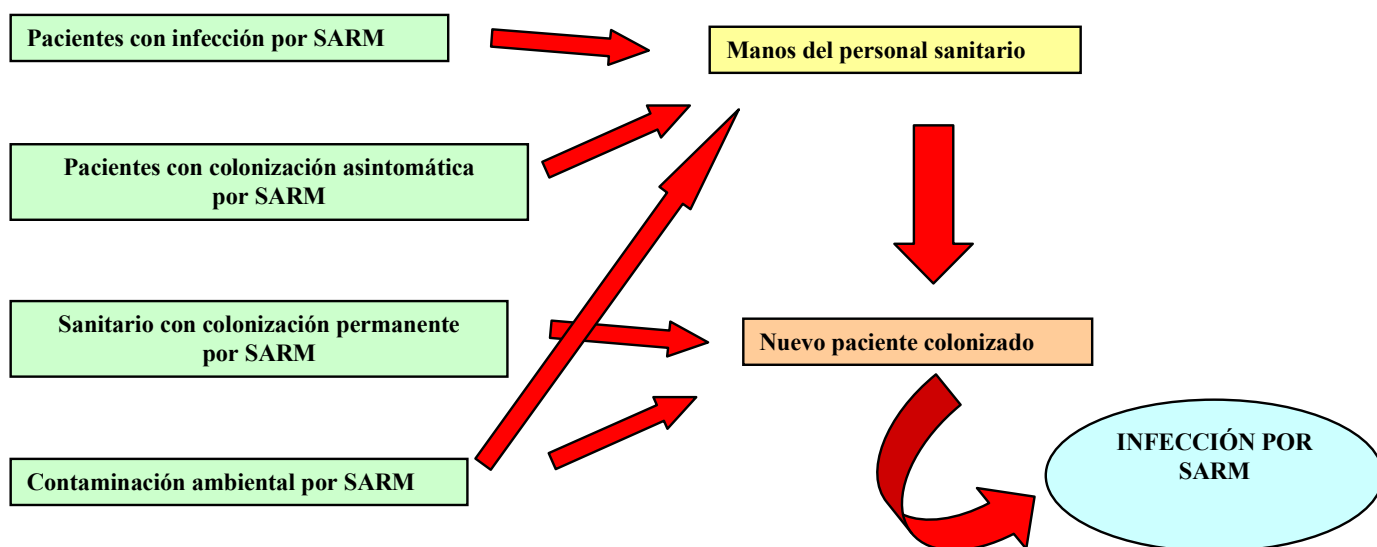 Pacientes con infección por SARM
Manos del personal sanitario
Pacientes con colonización asintomática
por SARM
Sanitario con colonización permanente
por SARM
Nuevo paciente colonizado
Contaminación ambiental por SARM
INFECCIÓN POR
SARM